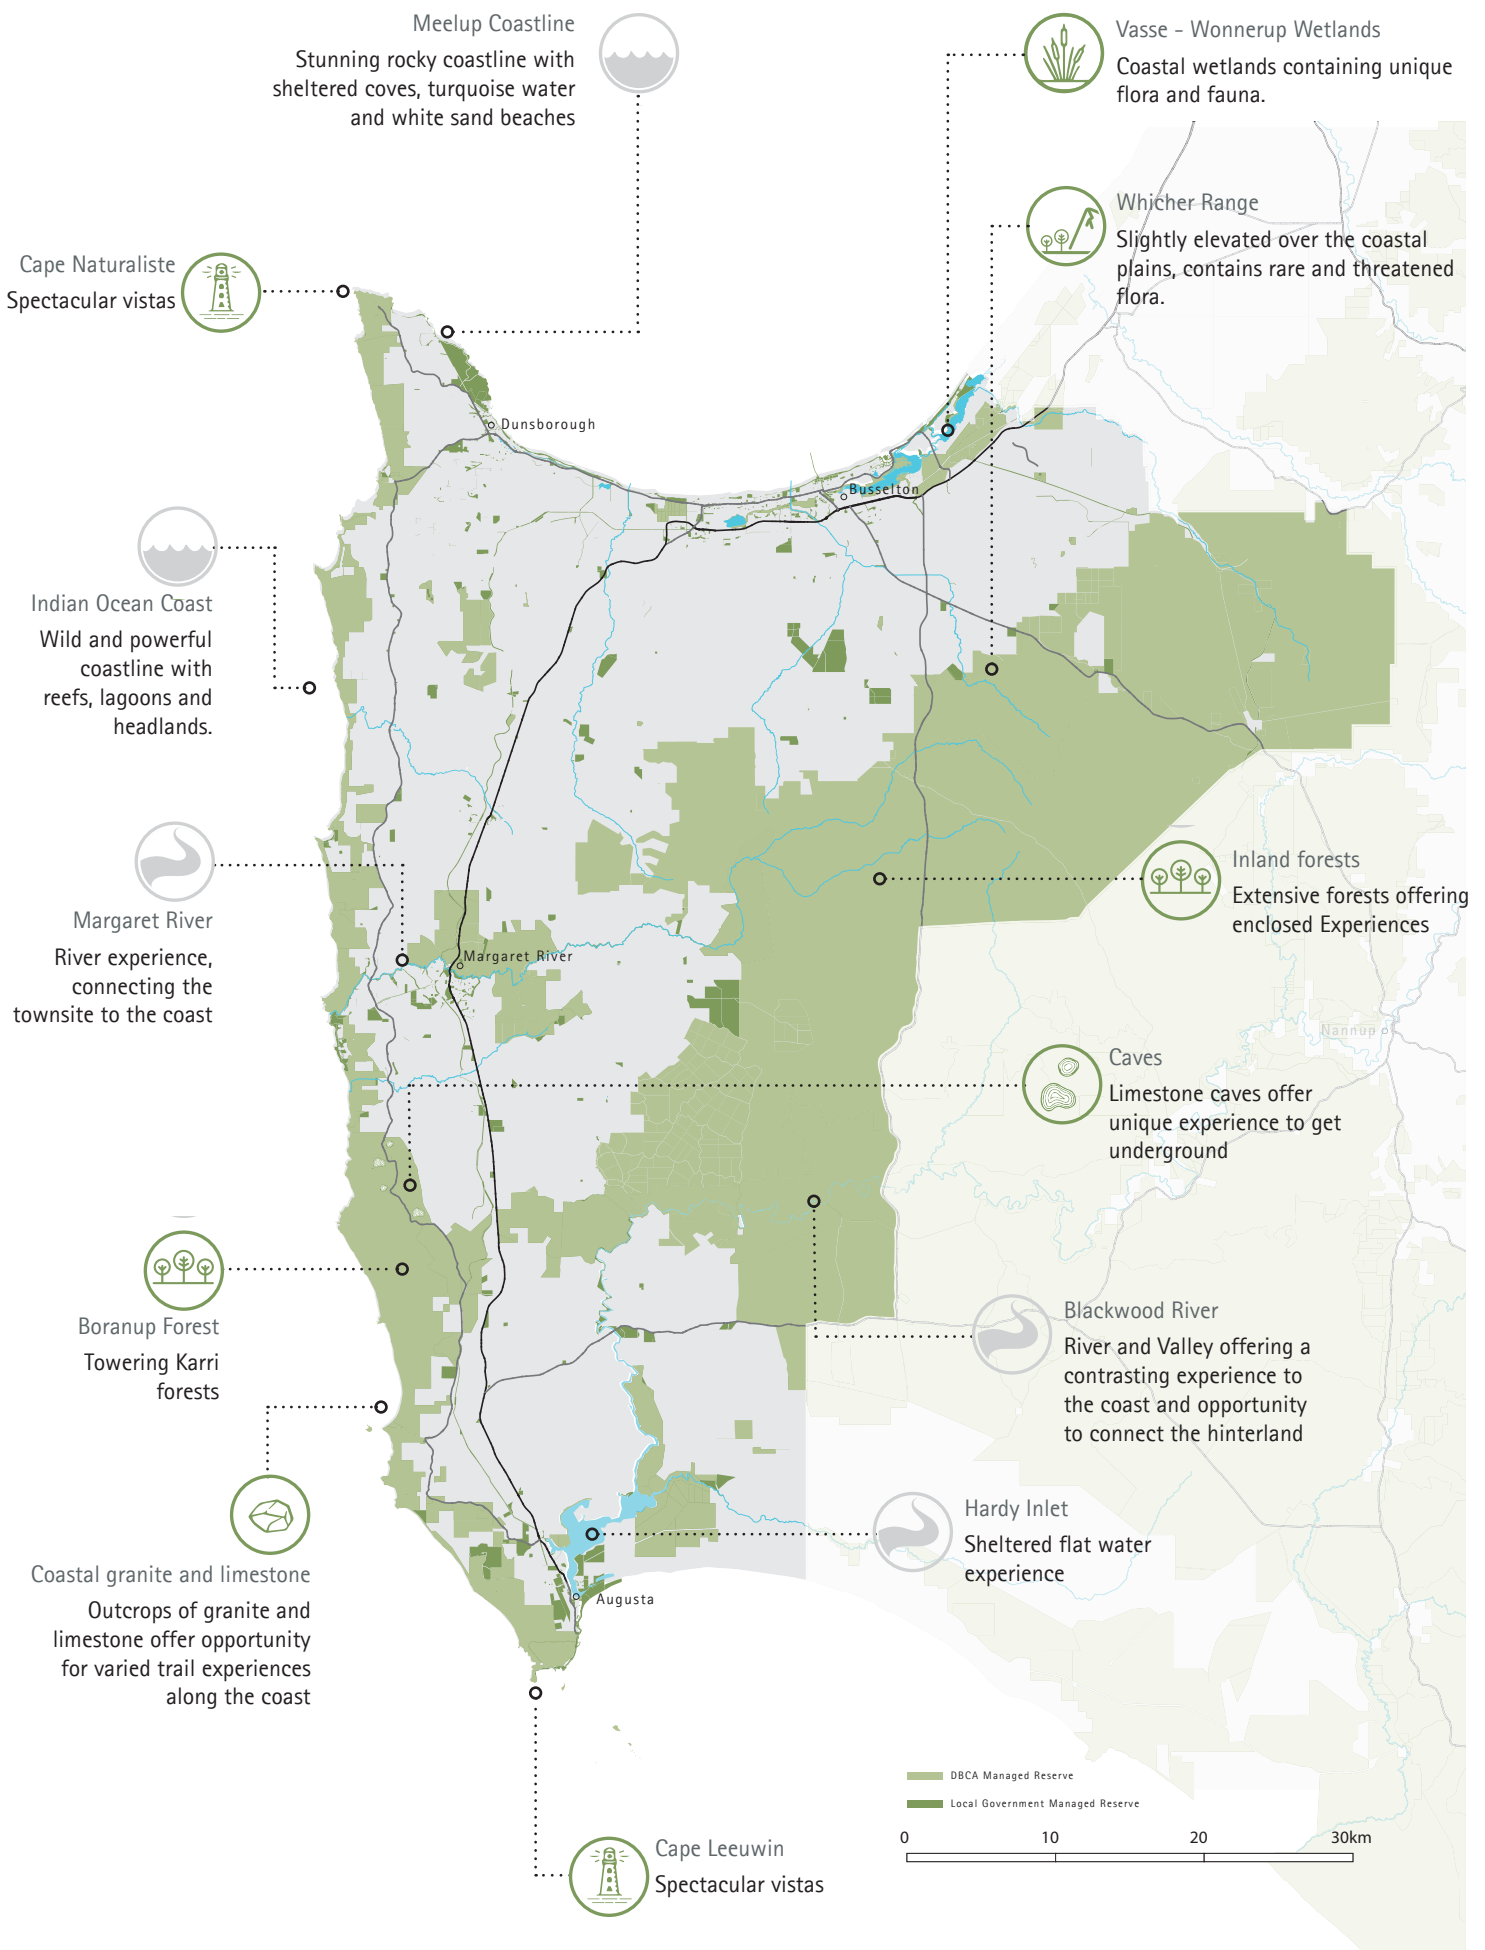 Meelup Coastline
Stunning rocky coastline with
sheltered coves, turquoise water
and white sand beaches
Vasse - Wonnerup Wetlands
Coastal wetlands containing unique
flora and fauna.
Whicher Range
Slightly elevated over the coastal
plains, contains rare and threatened
flora.
Cape Naturaliste
Spectacular vistas
Dunsborough
Busselton
Indian Ocean Coast
Wild and powerful
coastline with
reefs, lagoons and
headlands.
Inland forests
Extensive forests offering
enclosed Experiences
Margaret River
River experience,
connecting the
townsite to the coast
Margaret River
Nannup
Caves
Limestone caves offer
unique experience to get
underground
Boranup Forest
Towering Karri
forests
Blackwood River
River and Valley offering a
contrasting experience to
the coast and opportunity
to connect the hinterland
Hardy Inlet
Sheltered flat water
experience
Coastal granite and limestone
Outcrops of granite and
limestone offer opportunity
for varied trail experiences
along the coast
Augusta
Cape Leeuwin
Spectacular vistas
DBCA Managed Reserve
Local Government Managed Reserve
0 10 20 30km